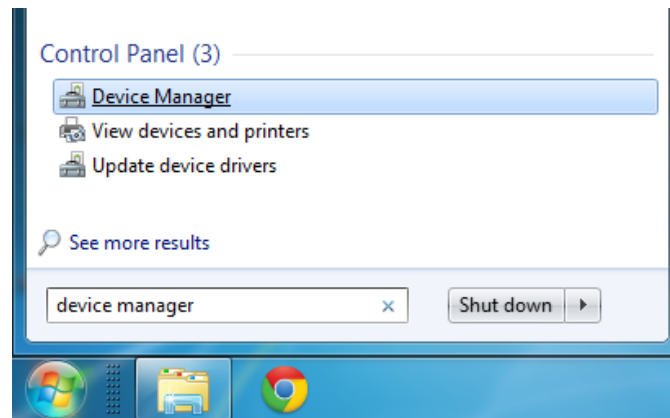 Control Panel (3)
Device Manager
View devices and printers
Update device drivers
See more results
device manager
Shut down